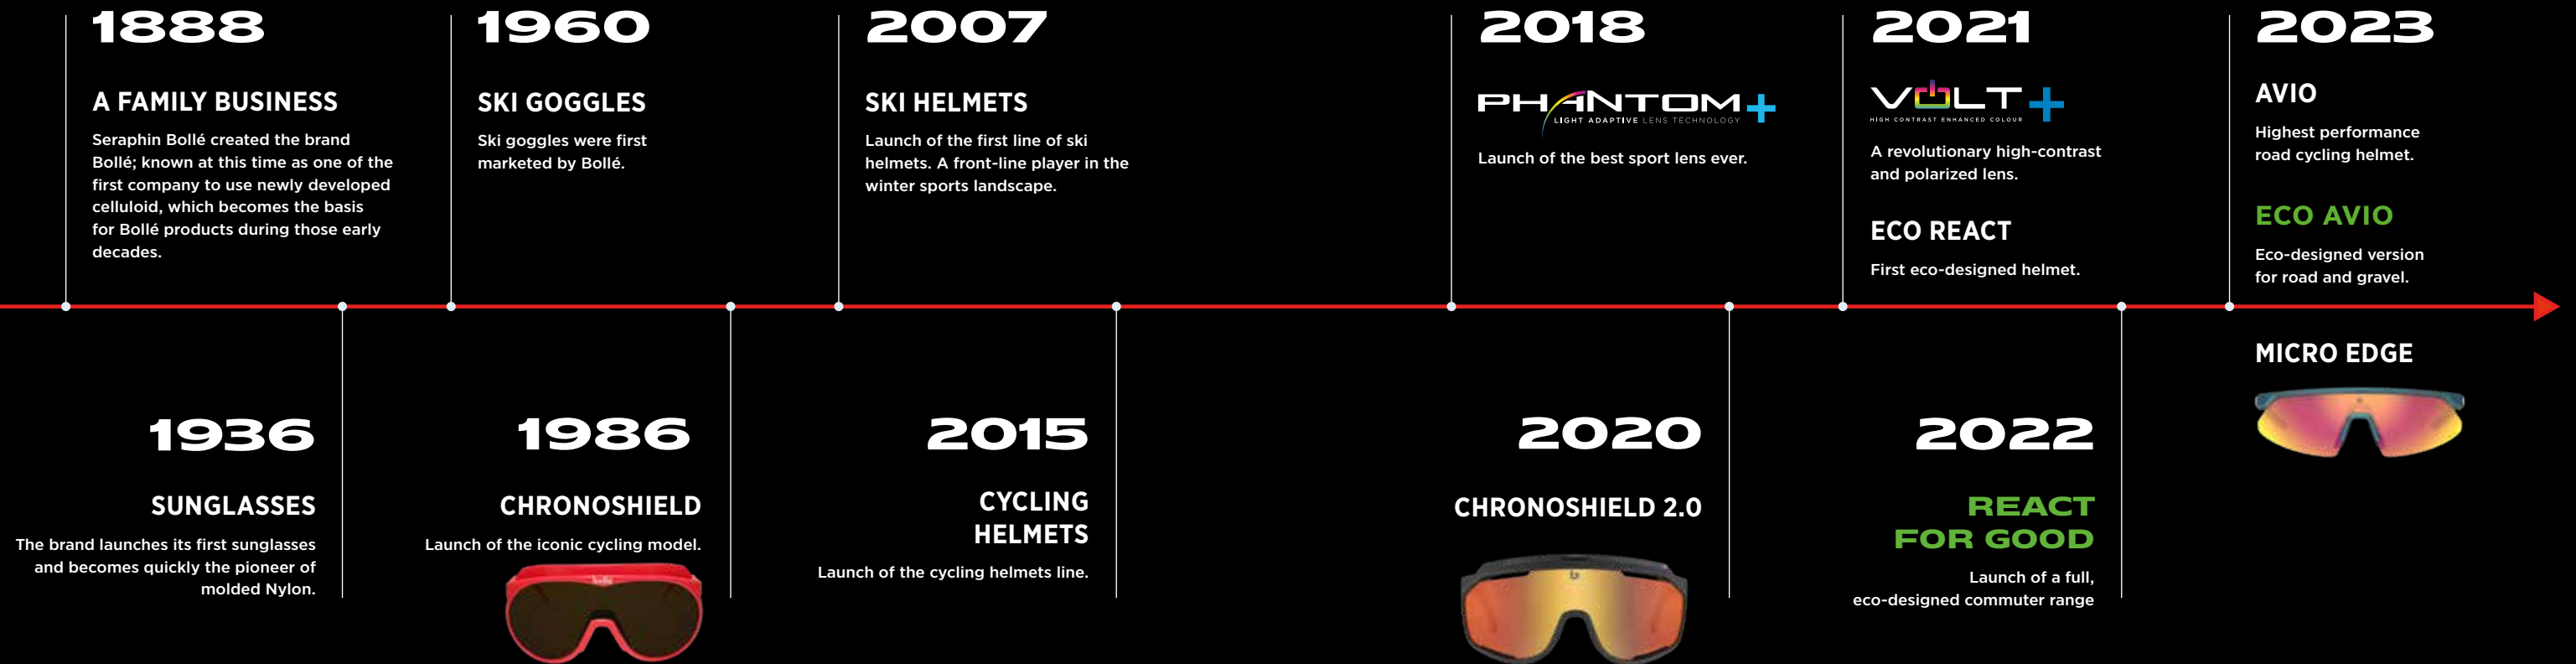 1888
A FAMILY BUSINESS
Seraphin Bollé created the brand
Bollé; known at this time as one of the
first company to use newly developed
celluloid, which becomes the basis
for Bollé products during those early
decades.
1936
SUNGLASSES
The brand launches its first sunglasses
and becomes quickly the pioneer of
molded Nylon.
1960
SKI GOGGLES
Ski goggles were first
marketed by Bollé.
1986
CHRONOSHIELD
Launch of the iconic cycling model.
2007
SKI HELMETS
Launch of the first line of ski
helmets. A front-line player in the
winter sports landscape.
2015
CYCLING
HELMETS
Launch of the cycling helmets line.
2018
PHANTOM+
LIGHT ADAPTIVE LENS TECHNOLOGY
Launch of the best sport lens ever.
2020
CHRONOSHIELD 2.0
2021
VOLT+
HIGH CONTRAST ENHANCED COLOUR
A revolutionary high-contrast
and polarized lens.
ECO REACT
First eco-designed helmet.
2022
REACT
FOR GOOD
Launch of a full,
eco-designed commuter range
2023
AVIO
Highest performance
road cycling helmet.
ECO AVIO
Eco-designed version
for road and gravel.
MICRO EDGE